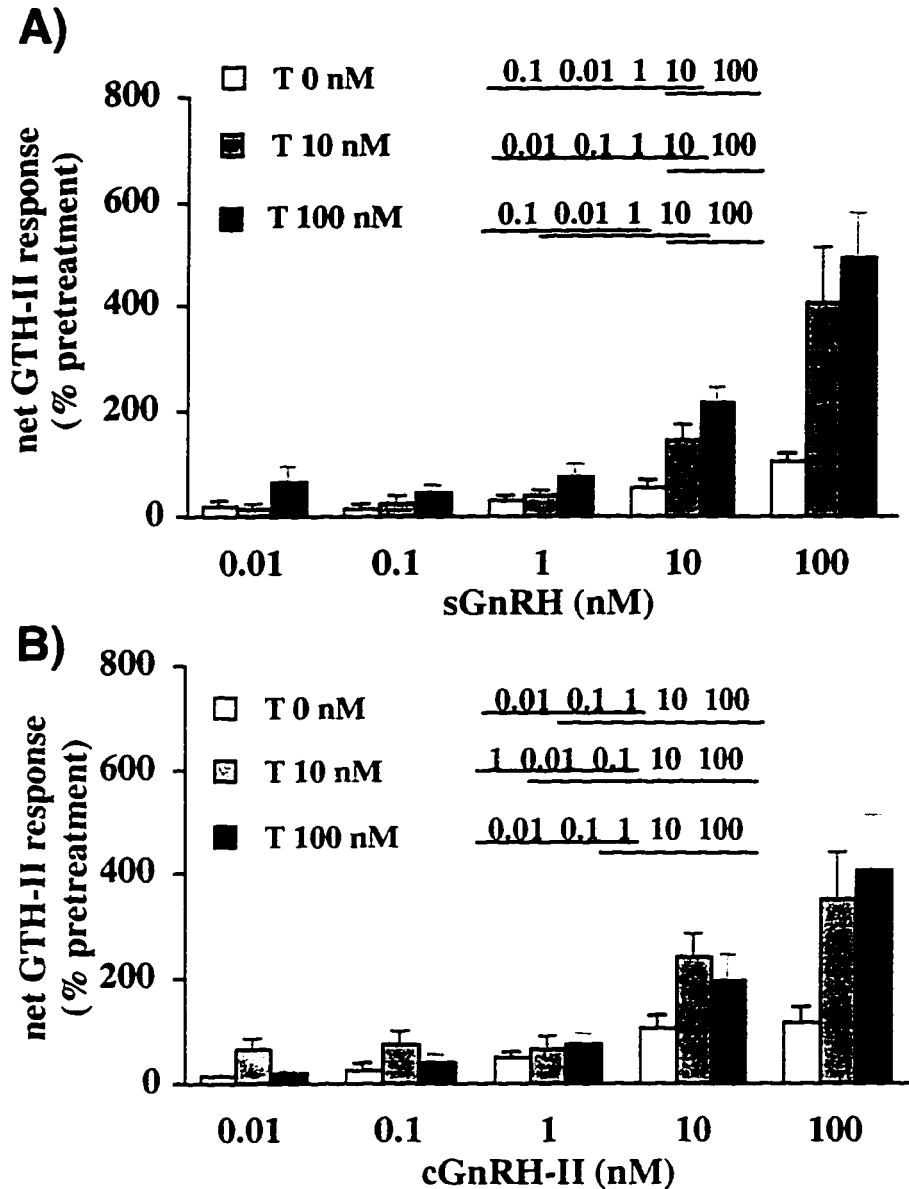 A)
net GTH-II response
(% pretreatment)
800
600
400
200
0
T 0 nM
0.1 0.01 1 10 100
T 10 nM
0.01 0.1 1 10 100
T 100 nM
0.1 0.01 1 10 100
0.01 0.1 1 10 100
sGnRH (nM)
B)
net GTH-II response
(% pretreatment)
800
600
400
200
0
T 0 nM
0.01 0.1 1 10 100
T 10 nM
1 0.01 0.1 10 100
T 100 nM
0.01 0.1 1 10 100
0.01 0.1 1 10 100
cGnRH-II (nM)